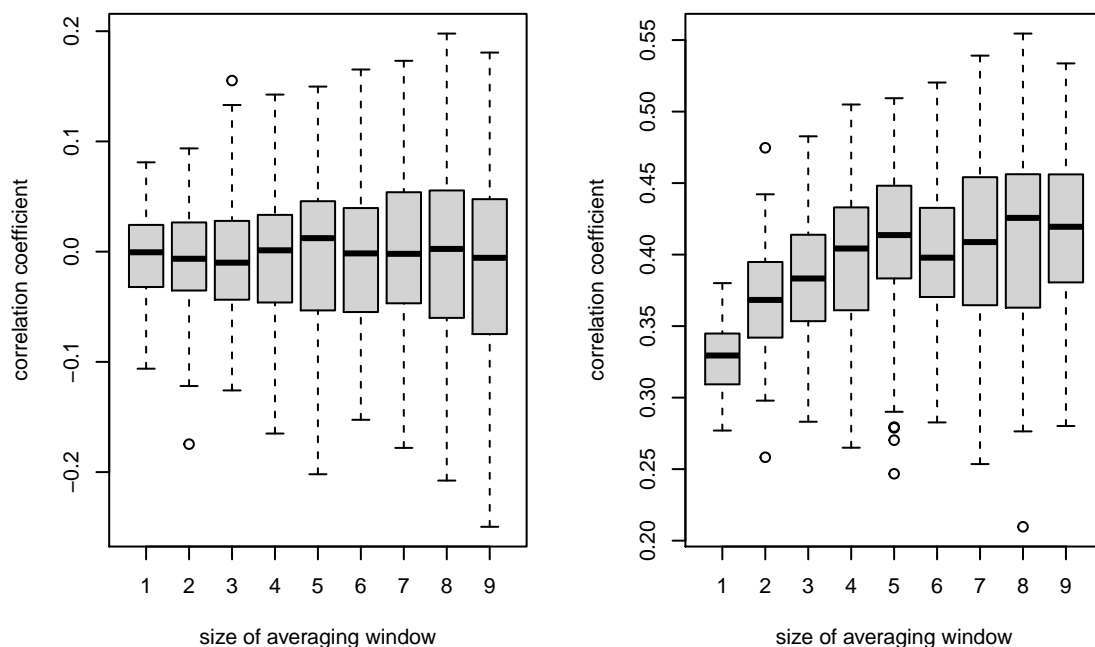 correlation coefficient
0.2
0.1
0.0
−0.1
−0.2
1 2 3 4 5 6 7 8 9
size of averaging window
correlation coefficient
0.55
0.50
0.45
0.40
0.35
0.30
0.25
0.20
1 2 3 4 5 6 7 8 9
size of averaging window